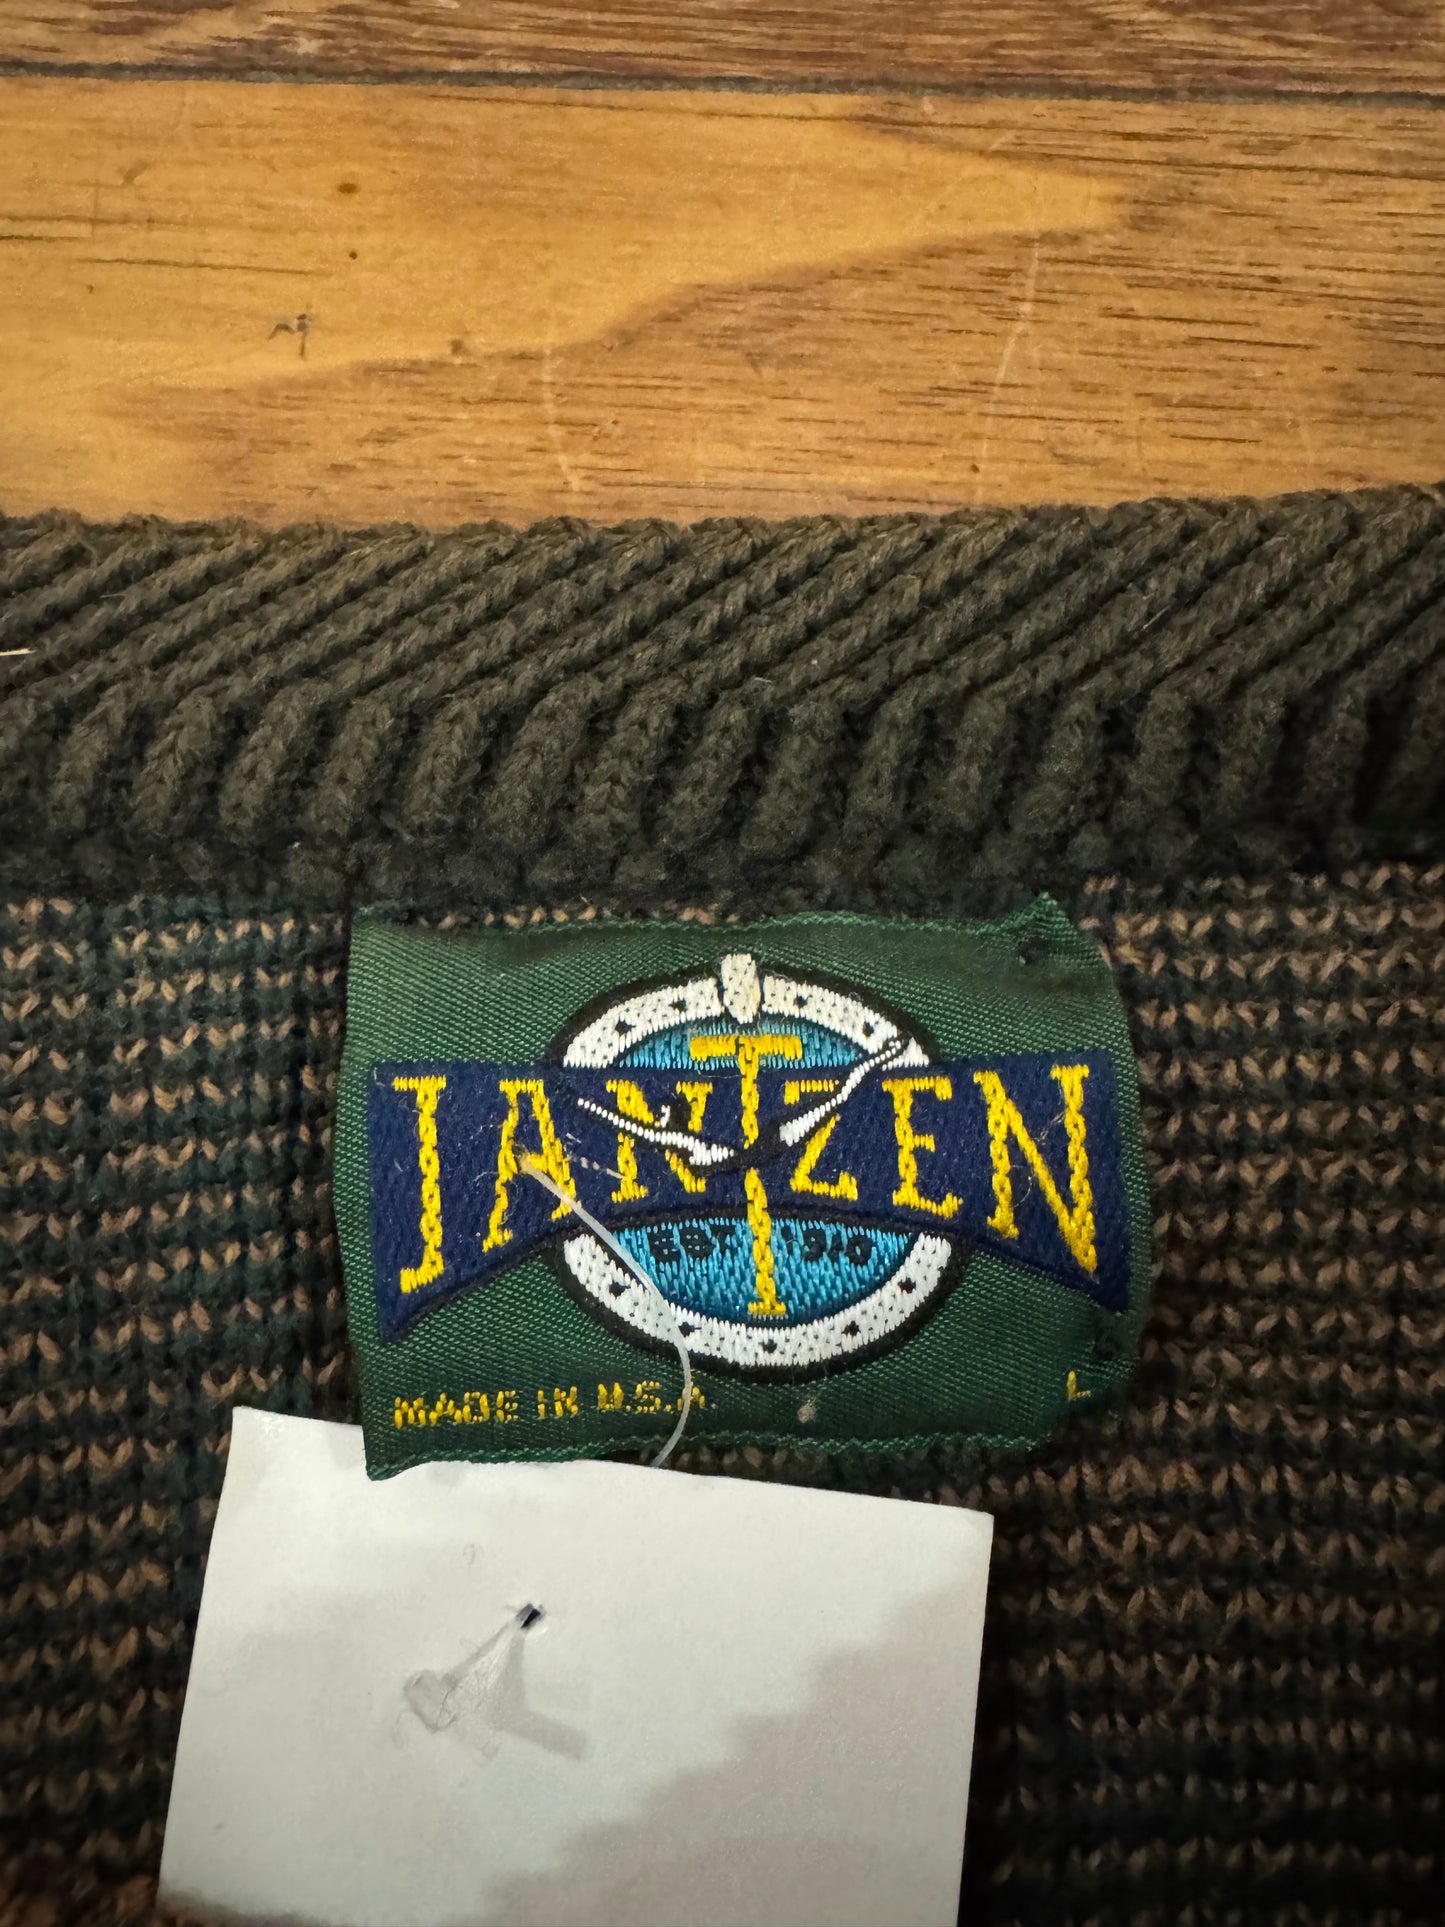 JANTZEN
EST 1910
MADE IN U.S.A.
L